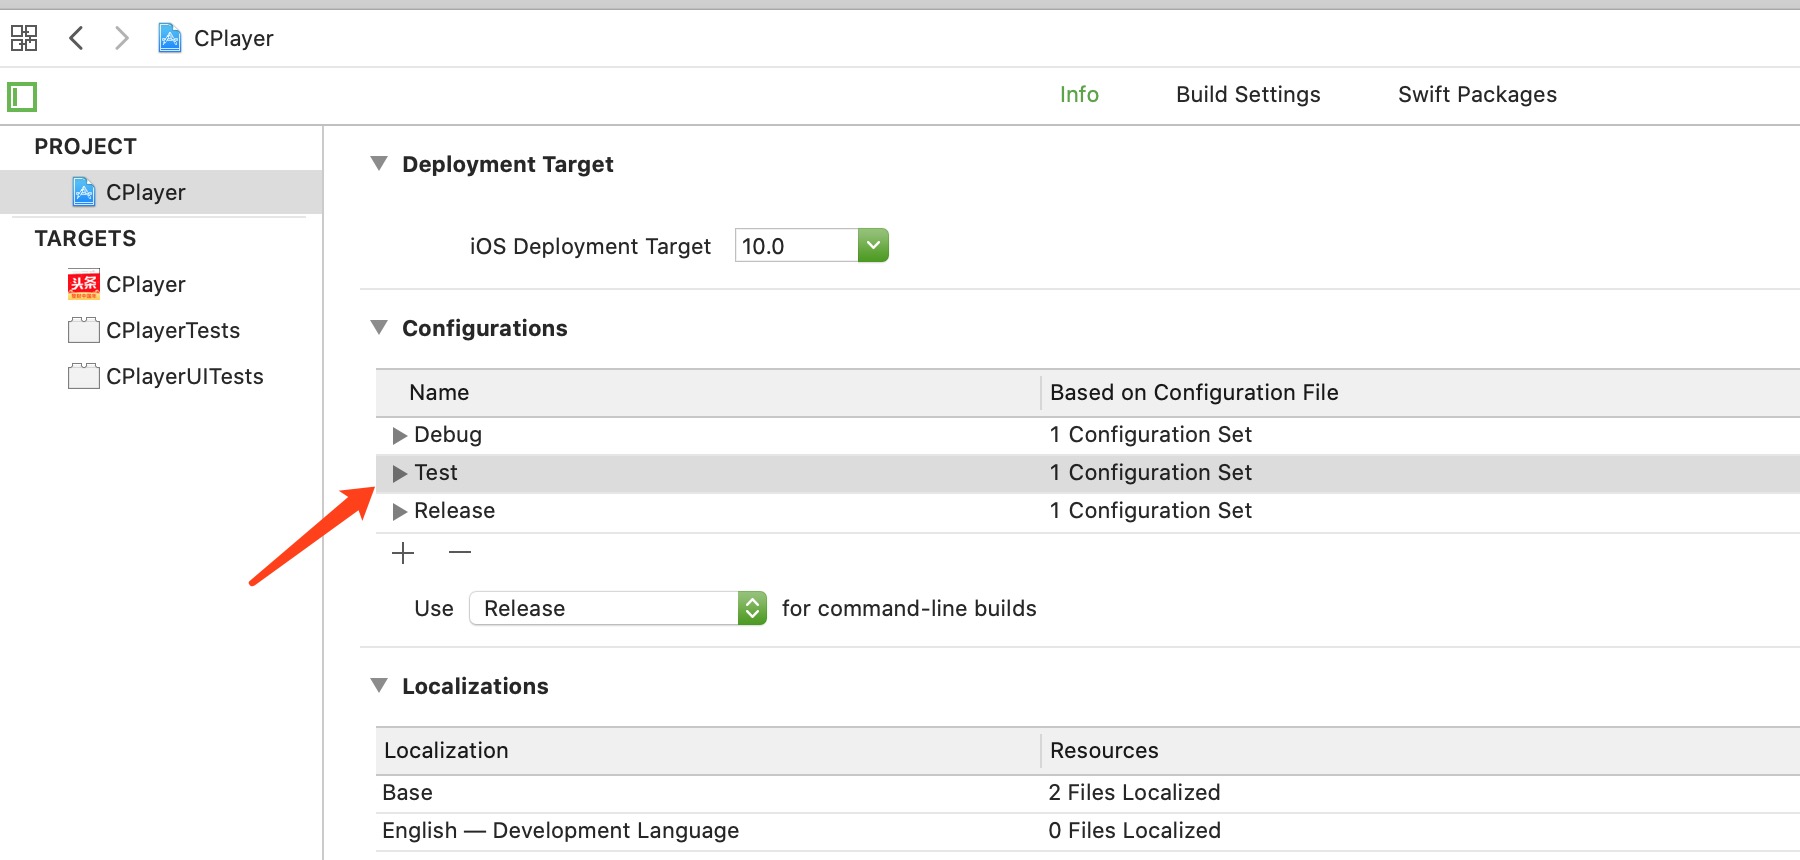 CPlayer
Info Build Settings Swift Packages
PROJECT
CPlayer
TARGETS
头条
CPlayer
CPlayerTests
CPlayerUITests
Deployment Target
iOS Deployment Target 10.0
Configurations
Name Based on Configuration File
Debug 1 Configuration Set
Test 1 Configuration Set
Release 1 Configuration Set
Use Release for command-line builds
Localizations
Localization Resources
Base 2 Files Localized
English — Development Language 0 Files Localized